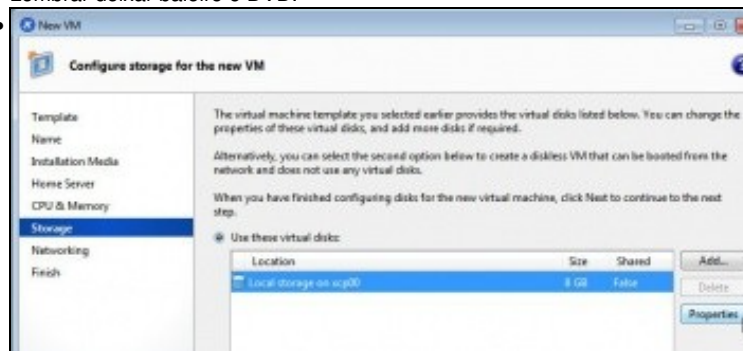 New VM
Configure storage for the new VM
Template
Name
Installation Media
Home Server
CPU & Memory
Storage
Networking
Finish
The virtual machine template you selected earlier provides the virtual disks listed below. You can change the
properties of these virtual disks, and add more disks if required.
Alternatively, you can select the second option below to create a diskless VM that can be booted from the
network and does not use any virtual disks.
When you have finished configuring disks for the new virtual machine, click Next to continue to the next
step.
Use these virtual disks:
Location Size Shared
Local storage on xcp00 8 GB False
Add...
Delete
Properties